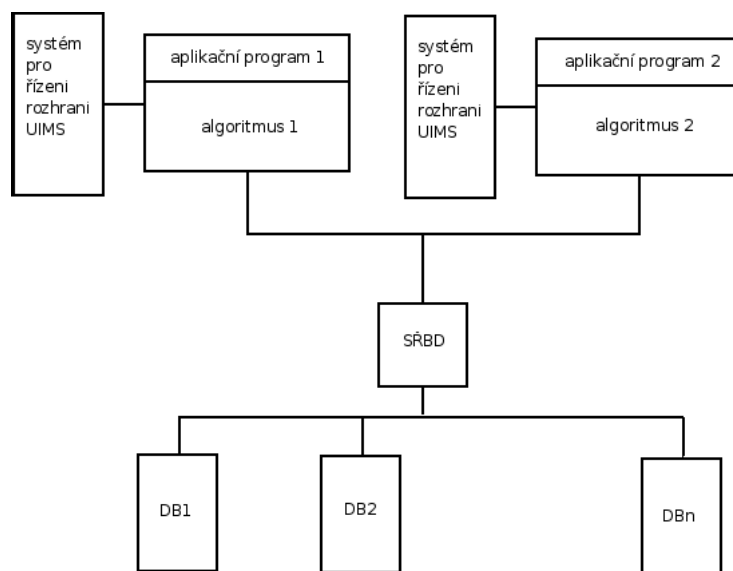 systém
pro
řízeni
rozhrani
UIMS
aplikační program 1
algoritmus 1
systém
pro
řízeni
rozhrani
UIMS
aplikační program 2
algoritmus 2
SŘBD
DB1
DB2
DBn